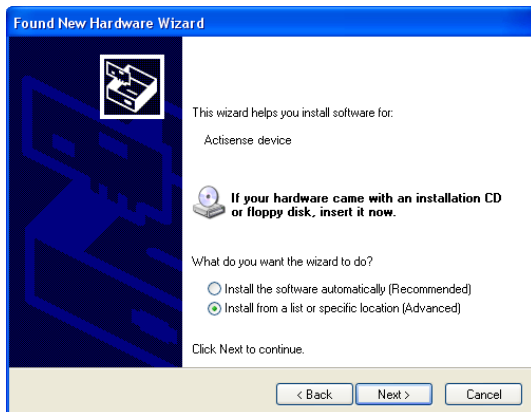 Found New Hardware Wizard
This wizard helps you install software for:
Actisense device
If your hardware came with an installation CD
or floppy disk, insert it now.
What do you want the wizard to do?
Install the software automatically (Recommended)
Install from a list or specific location (Advanced)
Click Next to continue.
< Back
Next >
Cancel